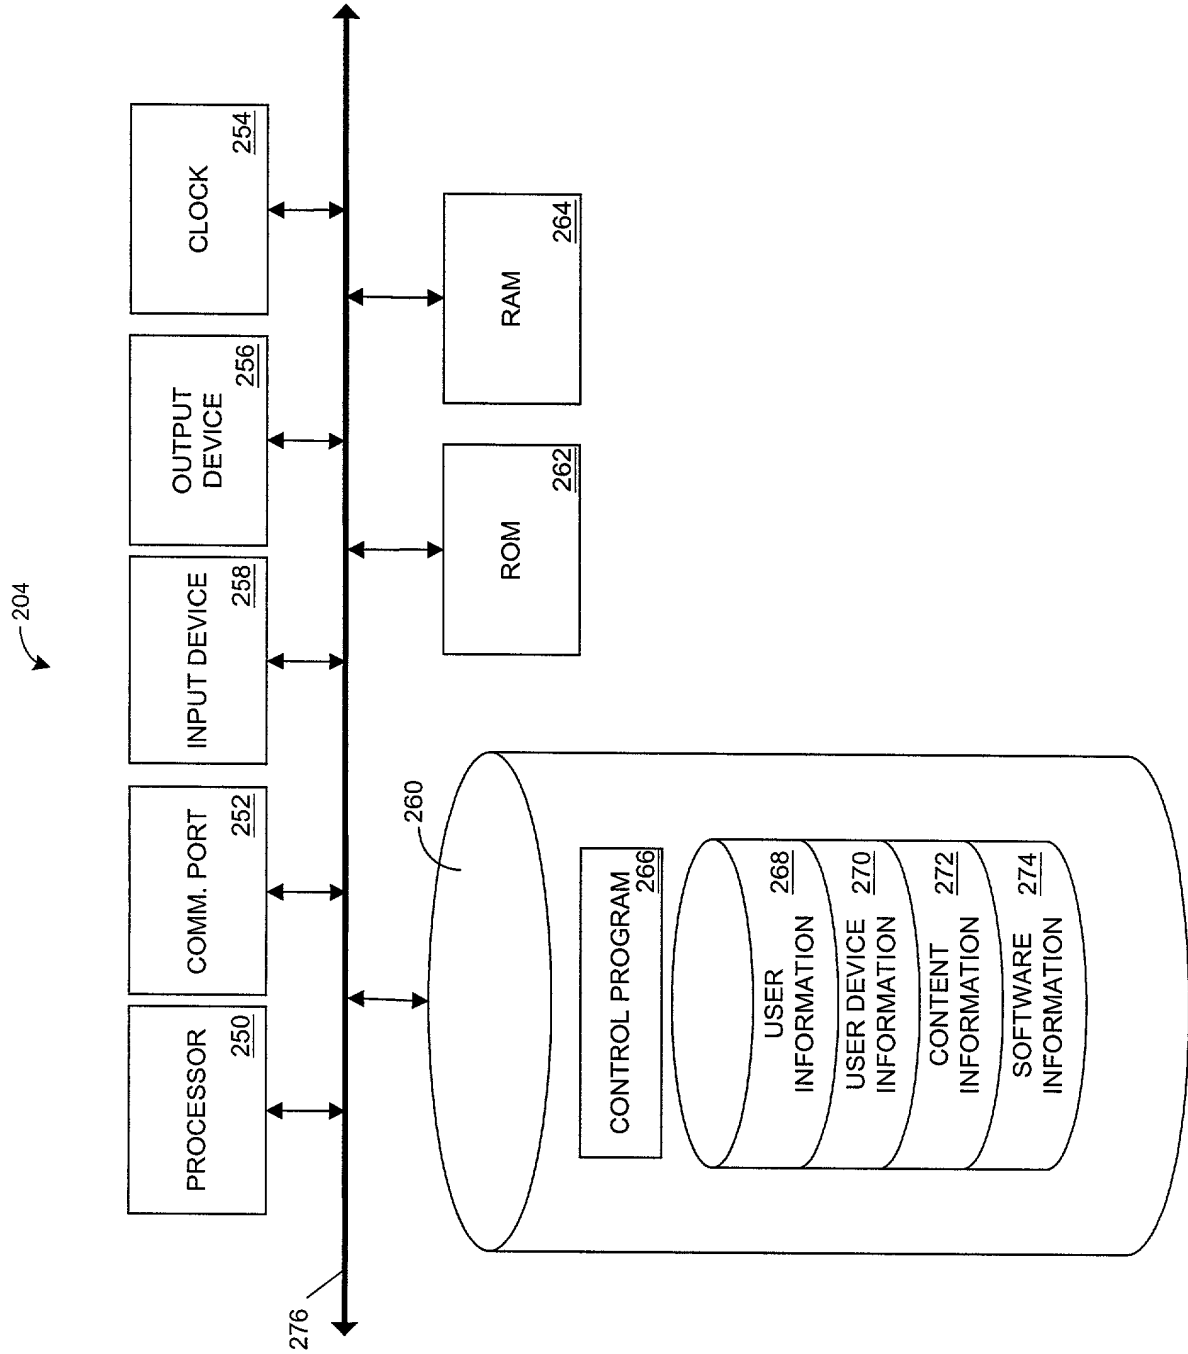 204
PROCESSOR
250
COMM. PORT
252
INPUT DEVICE
258
OUTPUT
DEVICE
256
CLOCK
254
276
260
ROM
262
RAM
264
CONTROL PROGRAM
266
USER
INFORMATION
268
USER DEVICE
INFORMATION
270
CONTENT
INFORMATION
272
SOFTWARE
INFORMATION
274